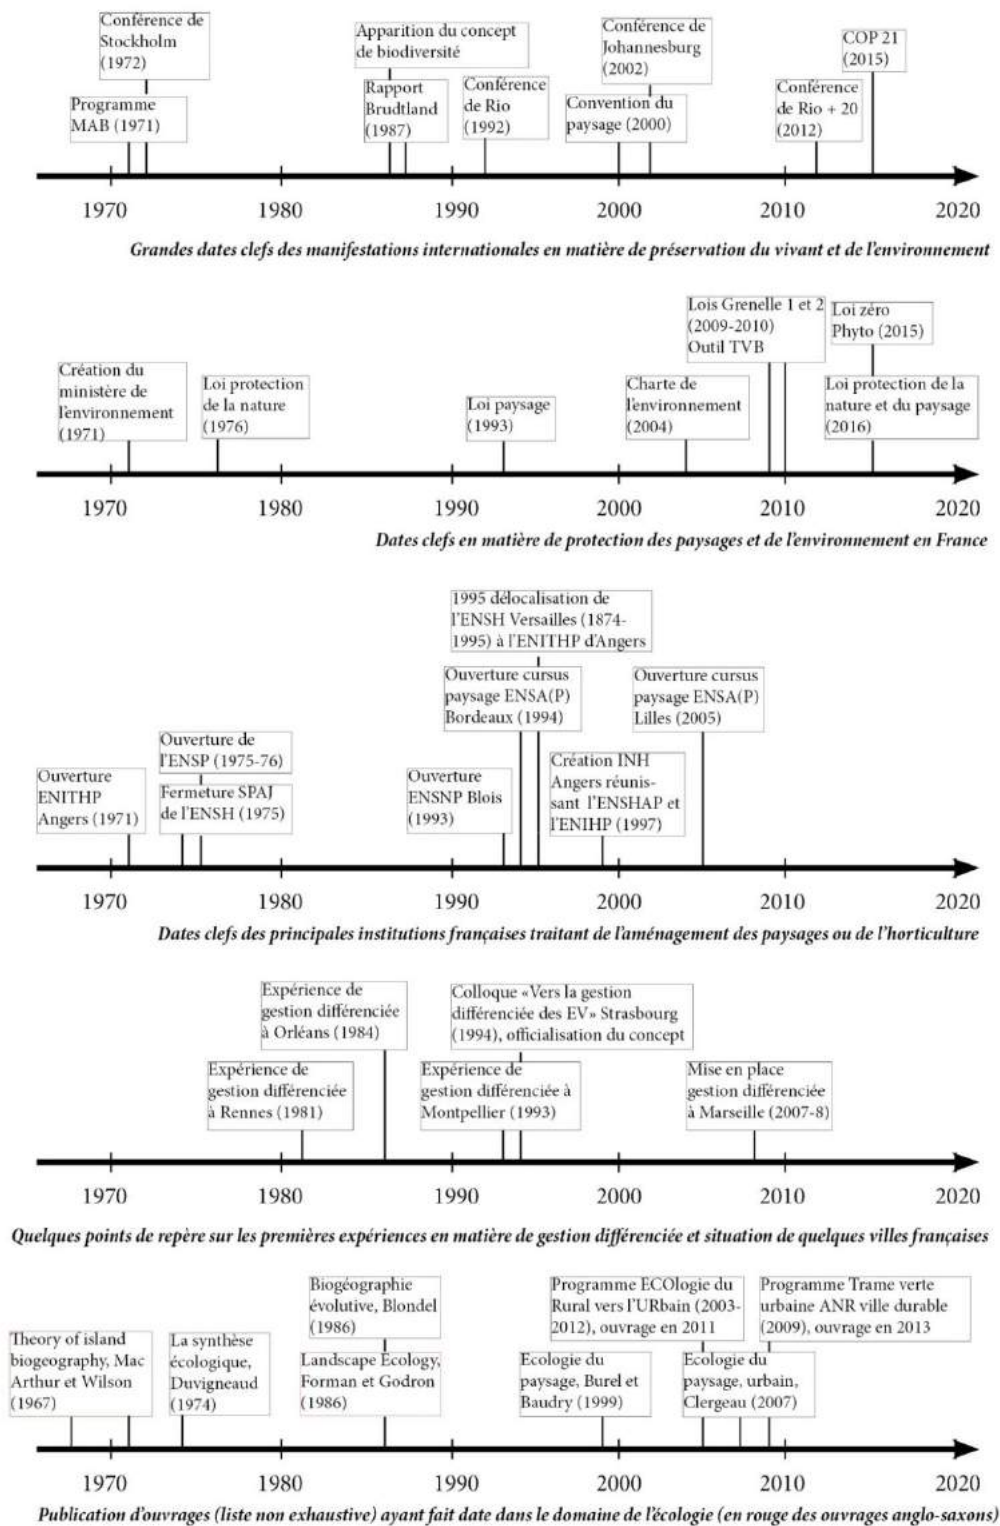 Conférence de
Stockholm
(1972)
Programme
MAB (1971)
Apparition du concept
de biodiversité
Rapport
Brudtland
(1987)
Conférence
de Rio
(1992)
Conférence de
Johannesburg
(2002)
Convention du
paysage (2000)
COP 21
(2015)
Conférence
de Rio + 20
(2012)
1970 1980 1990 2000 2010 2020
Grandes dates clefs des manifestations internationales en matière de préservation du vivant et de l'environnement
Création du
ministère de
l'environnement
(1971)
Loi protection
de la nature
(1976)
Loi paysage
(1993)
Charte de
l'environnement
(2004)
Lois Grenelle 1 et 2
(2009-2010)
Outil TVB
Loi zéro
Phyto (2015)
Loi protection de la
nature et du paysage
(2016)
1970 1980 1990 2000 2010 2020
Dates clefs en matière de protection des paysages et de l'environnement en France
Ouverture
ENITHP
Angers (1971)
Ouverture de
l'ENSP (1975-76)
Fermeture SPAJ
de l'ENSH (1975)
Ouverture
ENSNP Blois
(1993)
1995 délocalisation de
l'ENSH Versailles (1874-
1995) à l'ENITHP d'Angers
Ouverture cursus
paysage ENSA(P)
Bordeaux (1994)
Création INH
Angers réunis-
sant l'ENSHAP et
l'ENIHP (1997)
Ouverture cursus
paysage ENSA(P)
Lilles (2005)
1970 1980 1990 2000 2010 2020
Dates clefs des principales institutions françaises traitant de l'aménagement des paysages ou de l'horticulture
Expérience de
gestion différenciée
à Orléans (1984)
Expérience de
gestion différenciée
à Rennes (1981)
Colloque «Vers la gestion
différenciée des EV» Strasbourg
(1994), officialisation du concept
Expérience de
gestion différenciée à
Montpellier (1993)
Mise en place
gestion différenciée
à Marseille (2007-8)
1970 1980 1990 2000 2010 2020
Quelques points de repère sur les premières expériences en matière de gestion différenciée et situation de quelques villes françaises
Theory of island
biogeography, Mac
Arthur et Wilson
(1967)
La synthèse
écologique,
Duvigneaud
(1974)
Biogéographie
évolutive, Blondel
(1986)
Landscape Ecology,
Forman et Godron
(1986)
Programme ECOlogie du
Rural vers l'URbain (2003-
2012), ouvrage en 2011
Ecologie du
paysage, Burel et
Baudry (1999)
Programme Trame verte
urbaine ANR ville durable
(2009), ouvrage en 2013
Ecologie du
paysage, urbain,
Clergeau (2007)
1970 1980 1990 2000 2010 2020
Publication d'ouvrages (liste non exhaustive) ayant fait date dans le domaine de l'écologie (en rouge des ouvrages anglo-saxons)